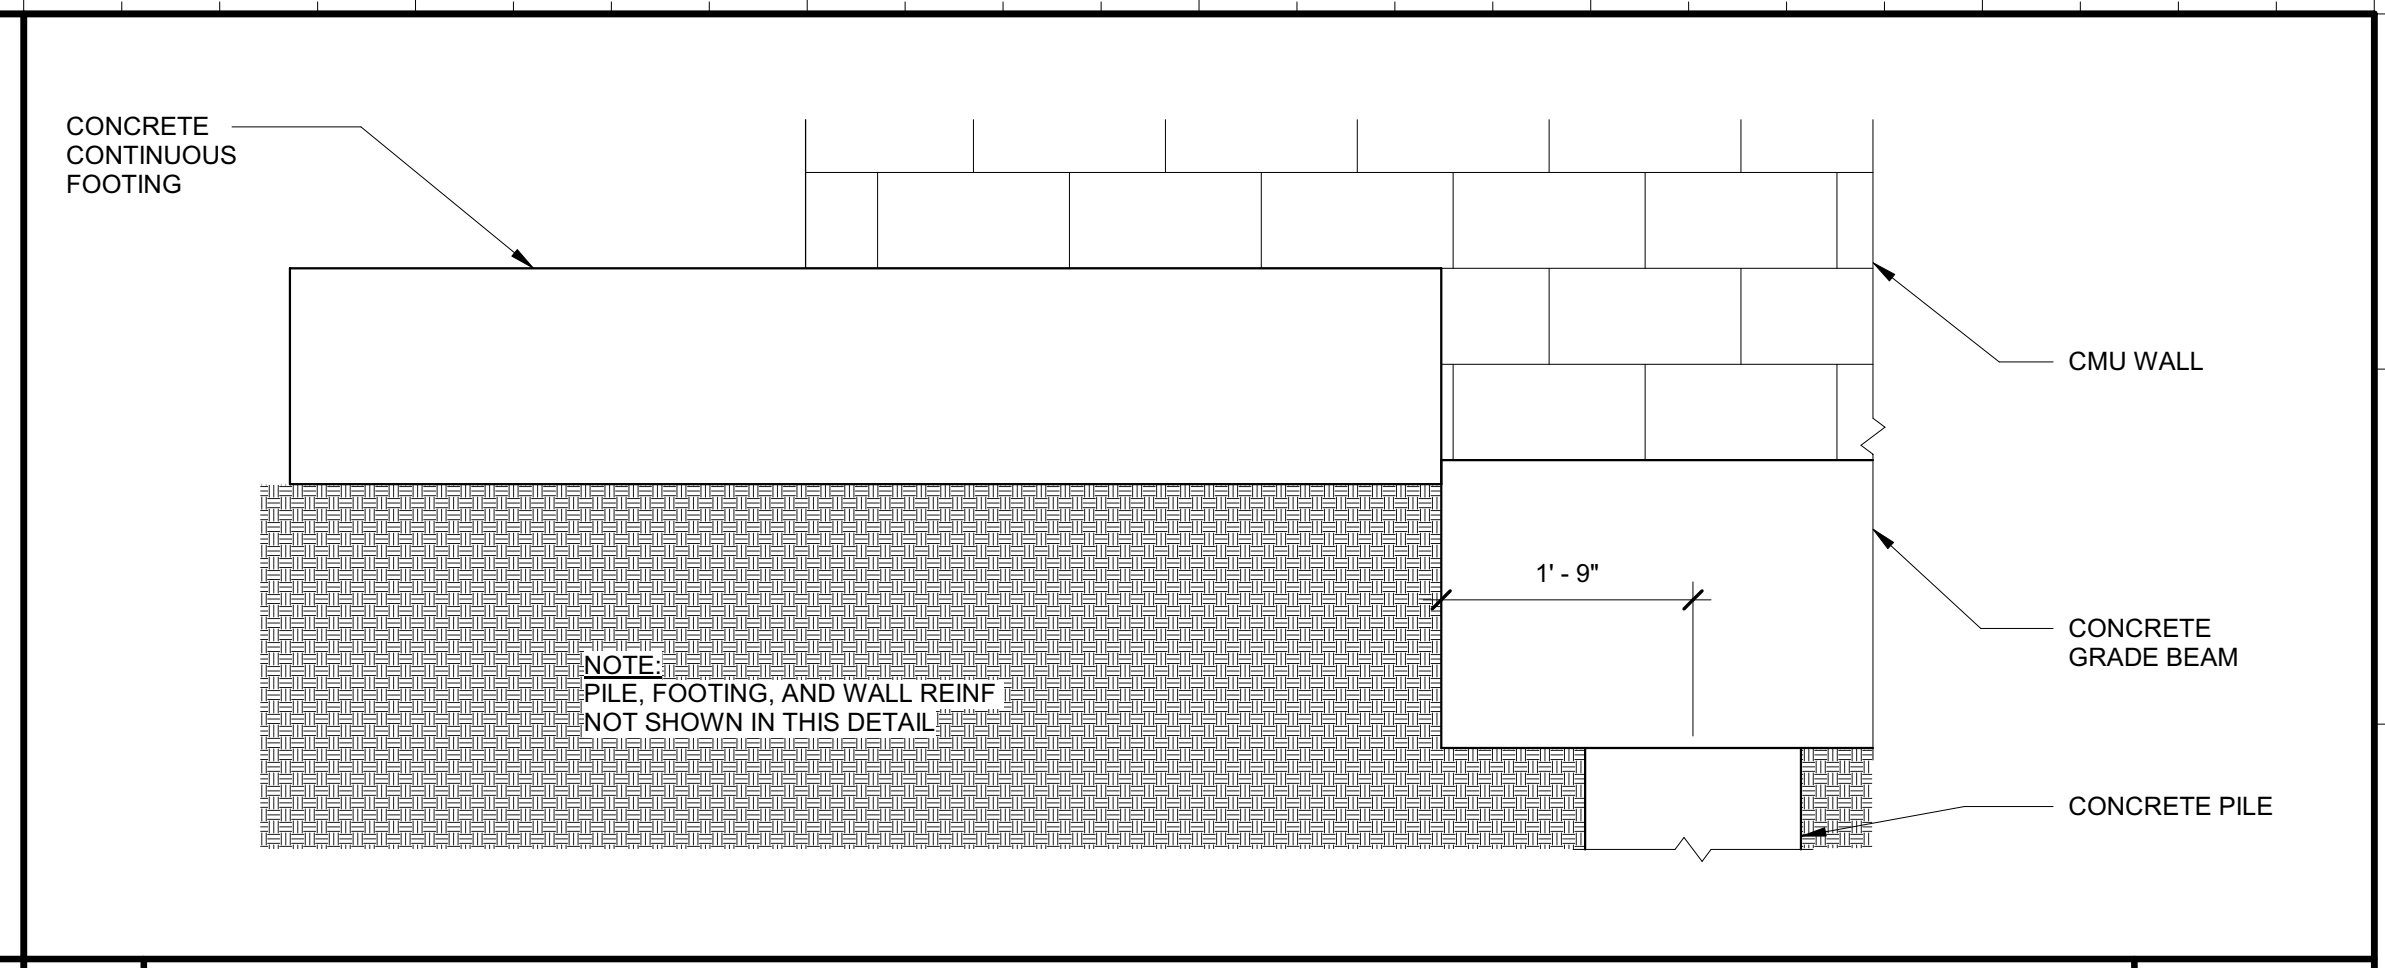 CONCRETE
CONTINUOUS
FOOTING
CMU WALL
1' - 9"
CONCRETE
GRADE BEAM
NOTE:
PILE, FOOTING, AND WALL REINF
NOT SHOWN IN THIS DETAIL
CONCRETE PILE